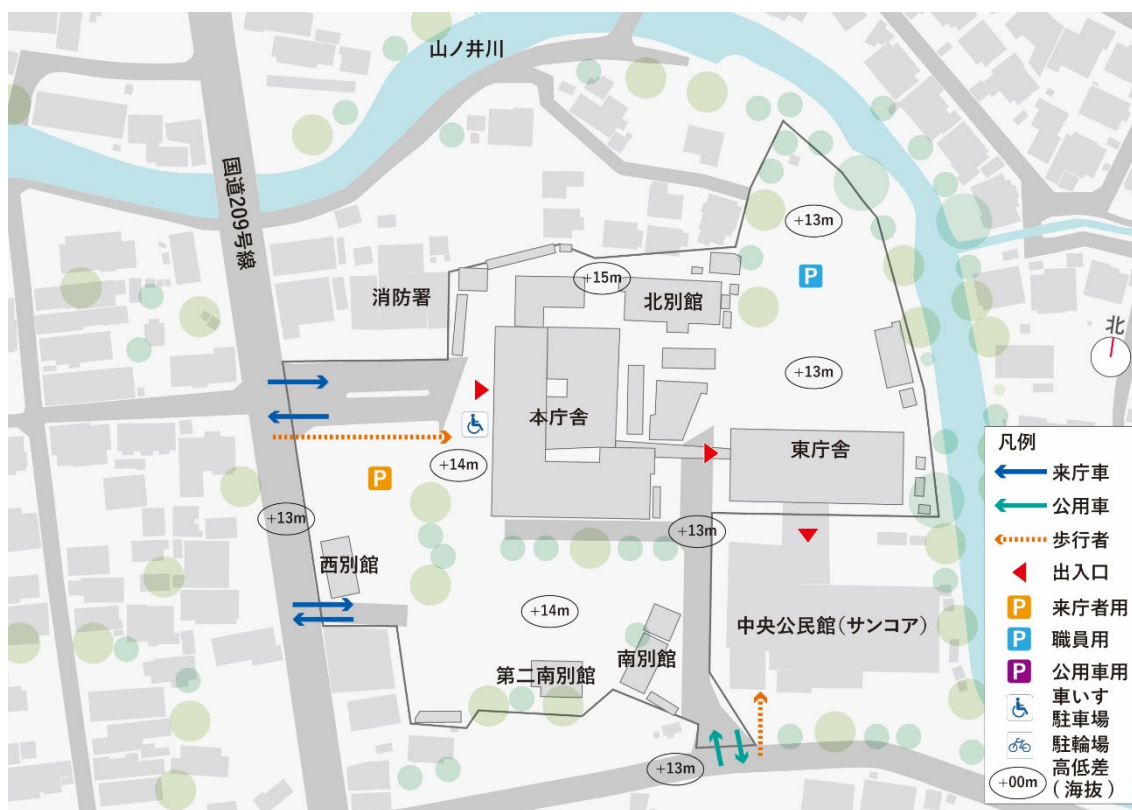 山ノ井川
国道209号線
+13m
P
+15m
消防署
北別館
北
+13m
本庁舎
東庁舎
+14m
P
+13m
+13m
西別館
+14m
中央公民館(サンコア)
南別館
第二南別館
+13m
凡例
来庁車
公用車
歩行者
出入口
P 来庁者用
P 職員用
P 公用車用
車いす
駐車場
駐輪場
+00m 高低差
(海抜)